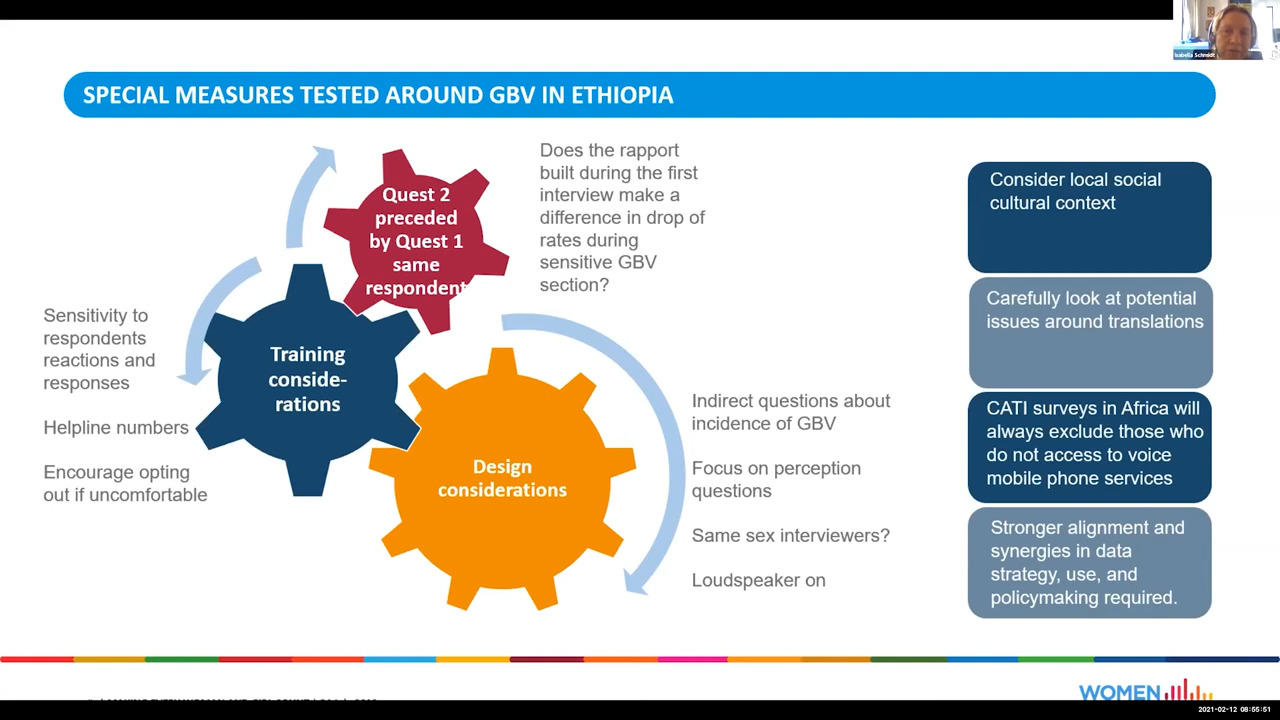 Isabella Schmidt
SPECIAL MEASURES TESTED AROUND GBV IN ETHIOPIA
Quest 2
preceded
by Quest 1
same
respondent
Does the rapport
built during the first
interview make a
difference in drop of
rates during
sensitive GBV
section?
Sensitivity to
respondents
reactions and
responses
Helpline numbers
Encourage opting
out if uncomfortable
Training
conside-
rations
Design
considerations
Indirect questions about
incidence of GBV
Focus on perception
questions
Same sex interviewers?
Loudspeaker on
Consider local social
cultural context
Carefully look at potential
issues around translations
CATI surveys in Africa will
always exclude those who
do not access to voice
mobile phone services
Stronger alignment and
synergies in data
strategy, use, and
policymaking required.
WOMEN
2021-02-12 08:55:51